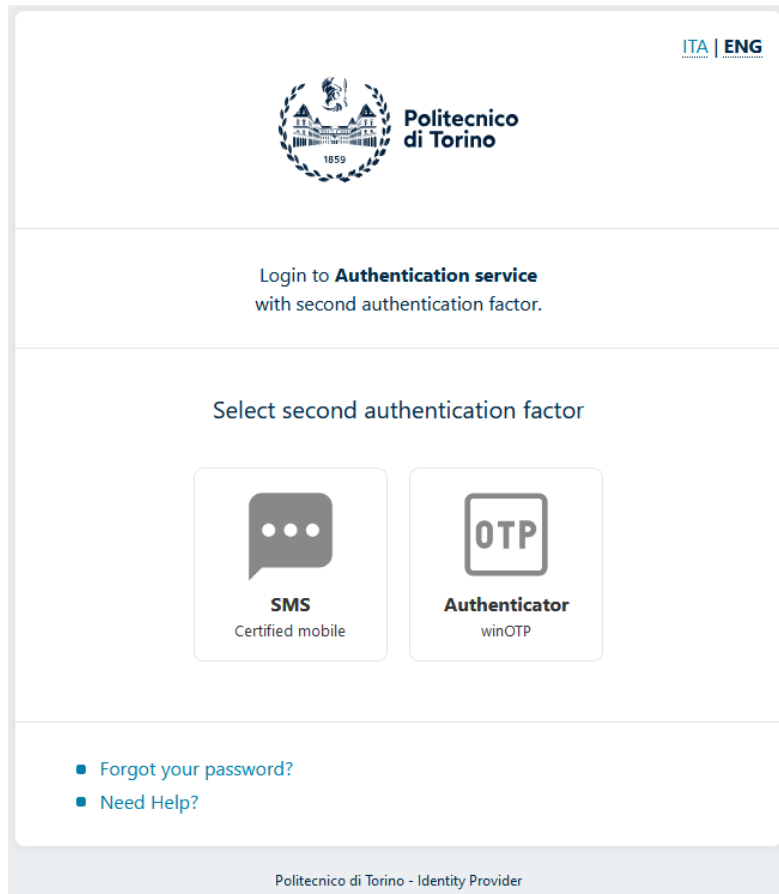 ITA | ENG
Politecnico
di Torino
1859
Login to Authentication service
with second authentication factor.
Select second authentication factor
OTP
SMS
Authenticator
Certified mobile
winOTP
Forgot your password?
Need Help?
Politecnico di Torino - Identity Provider